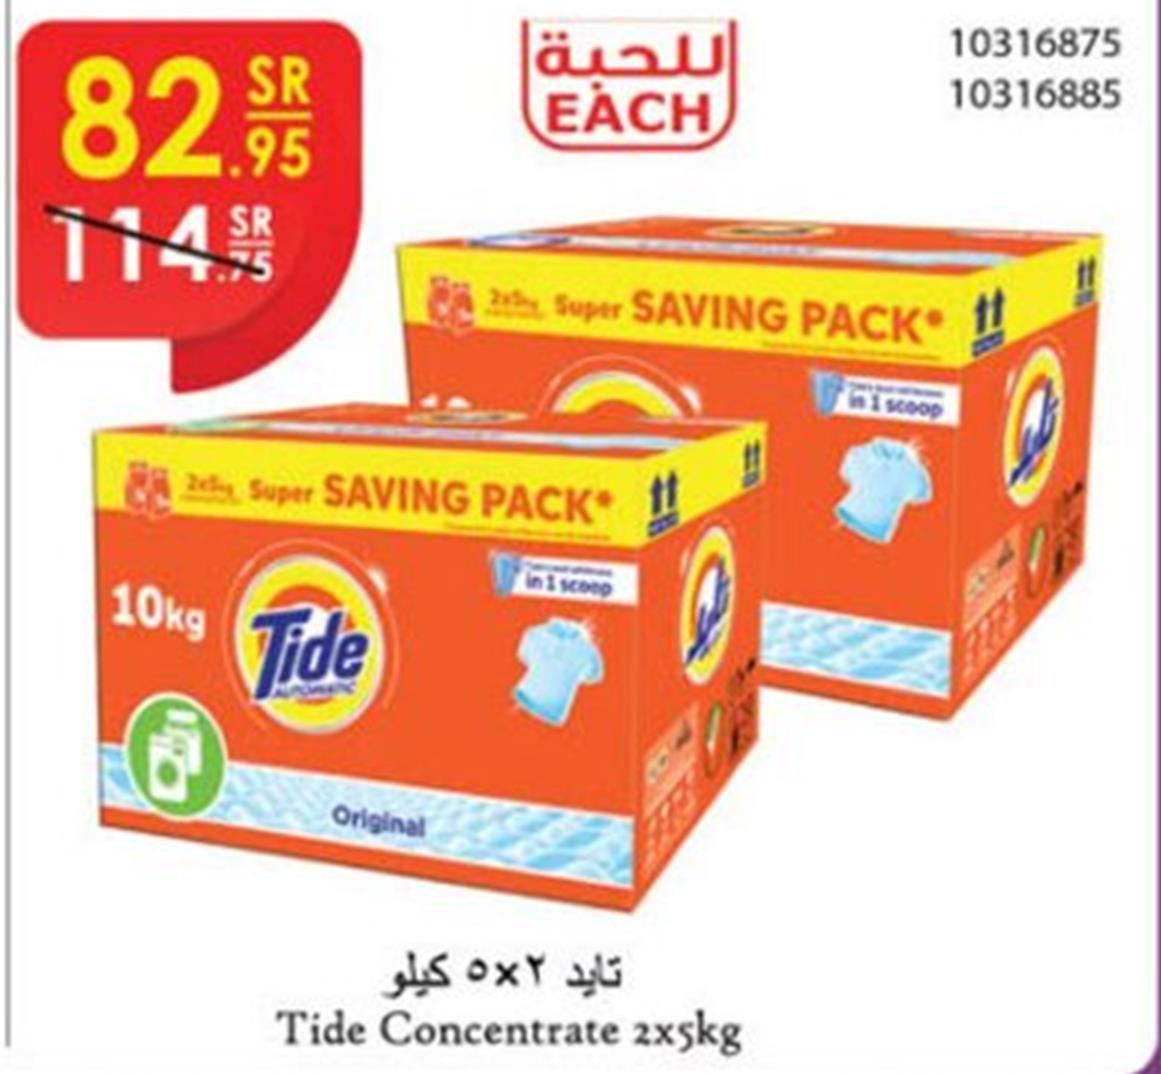 82.95 SR
114.75 SR
للحبة
EACH
10316875
10316885
2x5kg Super SAVING PACK*
in 1 scoop
2x5kg Super SAVING PACK*
in 1 scoop
10kg
Tide
AUTOMATIC
Original
تايد ٢×٥ كيلو
Tide Concentrate 2x5kg